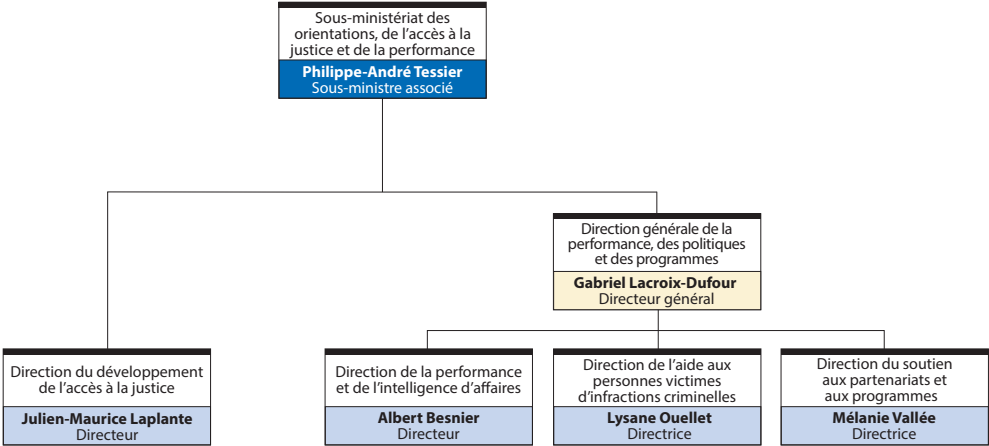 Sous-ministériat des
orientations, de l’accès à la
justice et de la performance
Philippe-André Tessier
Sous-ministre associé
Direction générale de la
performance, des politiques
et des programmes
Gabriel Lacroix-Dufour
Directeur général
Direction du développement
de l’accès à la justice
Julien-Maurice Laplante
Directeur
Direction de la performance
et de l’intelligence d’affaires
Albert Besnier
Directeur
Direction de l’aide aux
personnes victimes
d’infractions criminelles
Lysane Ouellet
Directrice
Direction du soutien
aux partenariats et
aux programmes
Mélanie Vallée
Directrice